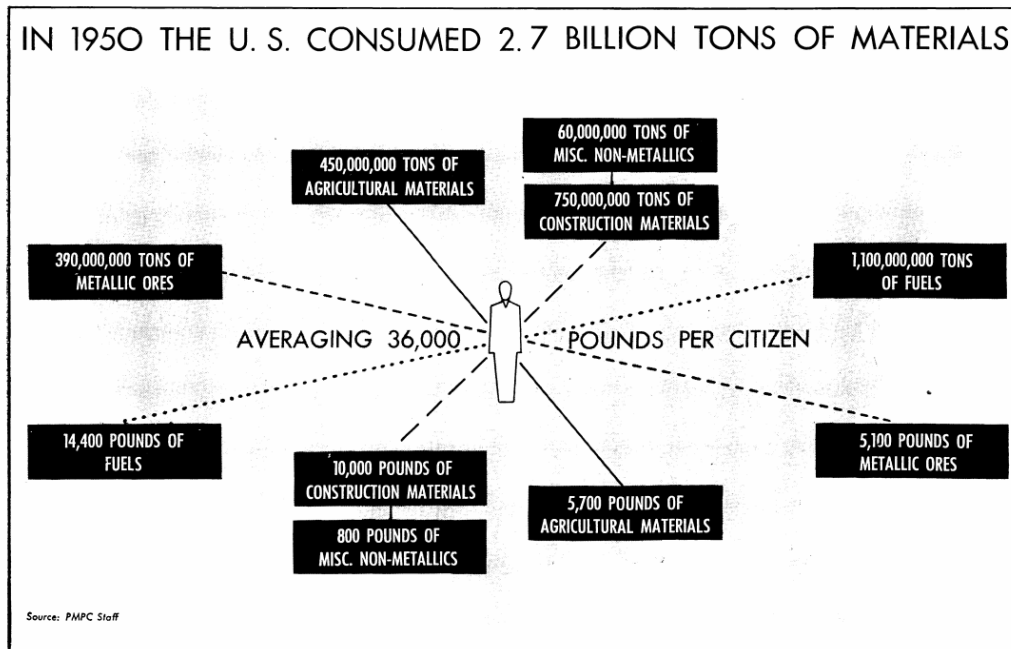 IN 1950 THE U. S. CONSUMED 2.7 BILLION TONS OF MATERIALS
60,000,000 TONS OF
MISC. NON-METALLICS
450,000,000 TONS OF
AGRICULTURAL MATERIALS
750,000,000 TONS OF
CONSTRUCTION MATERIALS
390,000,000 TONS OF
METALLIC ORES
1,100,000,000 TONS
OF FUELS
AVERAGING 36,000 POUNDS PER CITIZEN
14,400 POUNDS OF
FUELS
10,000 POUNDS OF
CONSTRUCTION MATERIALS
800 POUNDS OF
MISC. NON-METALLICS
5,700 POUNDS OF
AGRICULTURAL MATERIALS
5,100 POUNDS OF
METALLIC ORES
Source: PMPC Staff